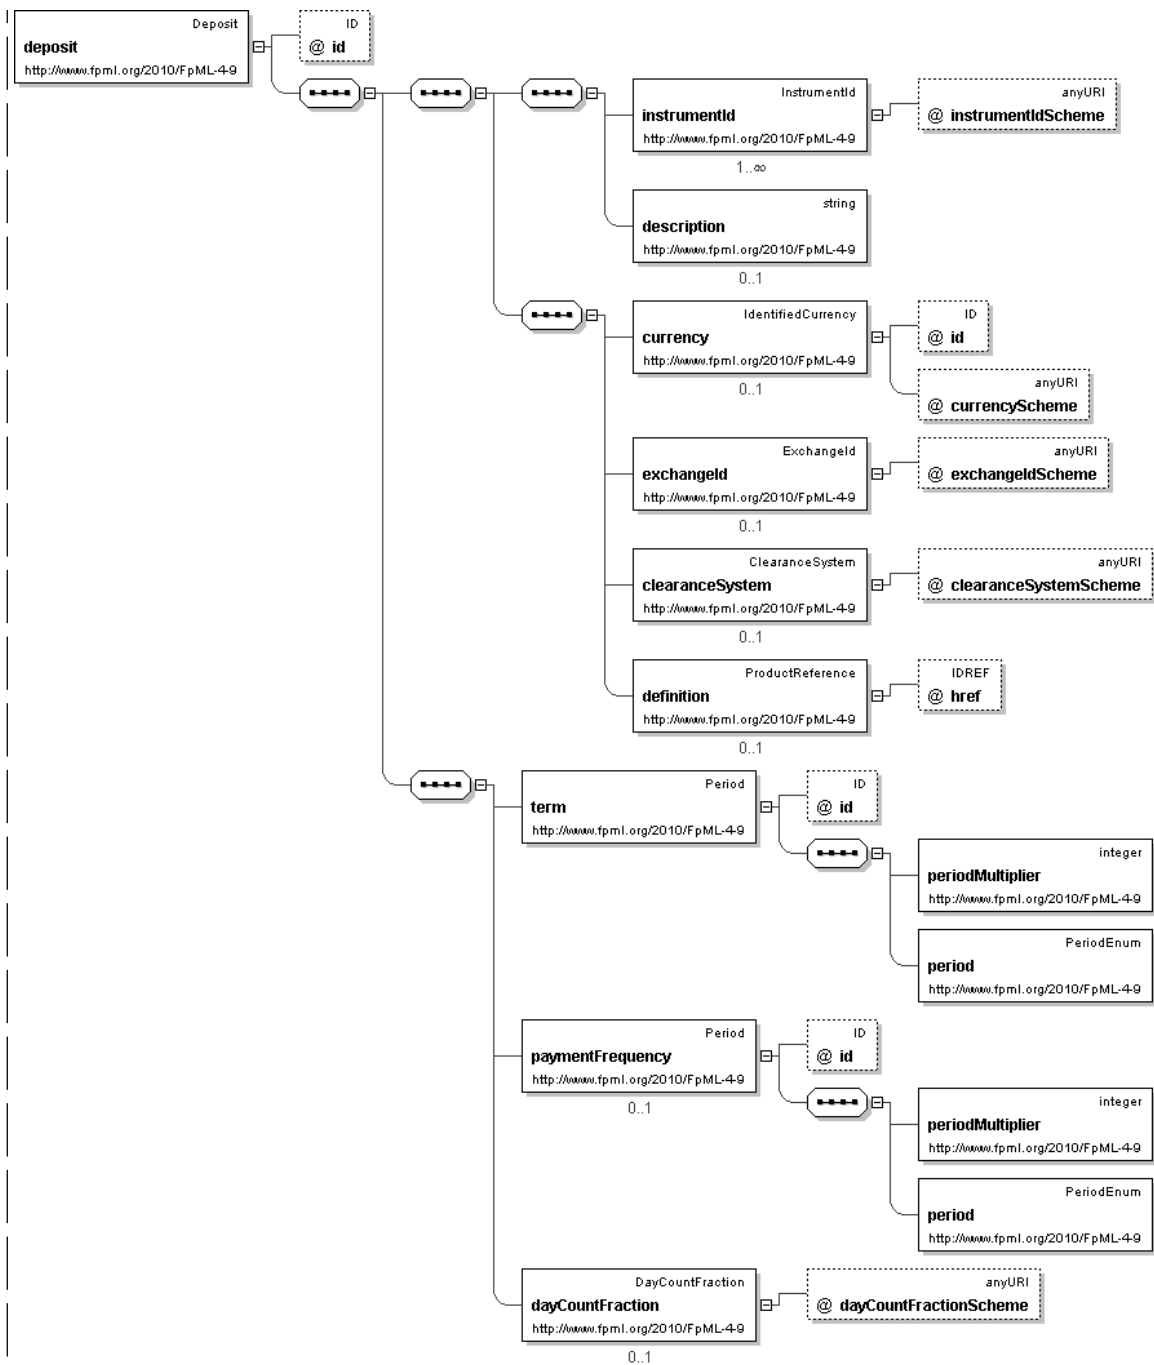 Deposit
deposit
http://www.fpml.org/2010/FpML-4-9
ID
@ id
InstrumentId
instrumentId
http://www.fpml.org/2010/FpML-4-9
1..∞
anyURI
@ instrumentIdScheme
string
description
http://www.fpml.org/2010/FpML-4-9
0..1
IdentifiedCurrency
currency
http://www.fpml.org/2010/FpML-4-9
0..1
ID
@ id
anyURI
@ currencyScheme
ExchangeId
exchangeId
http://www.fpml.org/2010/FpML-4-9
0..1
anyURI
@ exchangeIdScheme
ClearanceSystem
clearanceSystem
http://www.fpml.org/2010/FpML-4-9
0..1
anyURI
@ clearanceSystemScheme
ProductReference
definition
http://www.fpml.org/2010/FpML-4-9
0..1
IDREF
@ href
Period
term
http://www.fpml.org/2010/FpML-4-9
ID
@ id
integer
periodMultiplier
http://www.fpml.org/2010/FpML-4-9
PeriodEnum
period
http://www.fpml.org/2010/FpML-4-9
Period
paymentFrequency
http://www.fpml.org/2010/FpML-4-9
0..1
ID
@ id
integer
periodMultiplier
http://www.fpml.org/2010/FpML-4-9
PeriodEnum
period
http://www.fpml.org/2010/FpML-4-9
DayCountFraction
dayCountFraction
http://www.fpml.org/2010/FpML-4-9
0..1
anyURI
@ dayCountFractionScheme